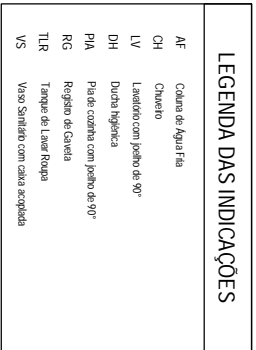 LEGENDA DAS INDICAÇÕES
AF Coluna de Água Fria
CH Chuveiro
LV Lavatório com joelho de 90°
DH Ducha higiênica
PIA Pia de cozinha com joelho de 90°
RG Registro de Gaveta
TLR Tanque de Lavar Roupa
VS Vaso Sanitário com caixa acoplada